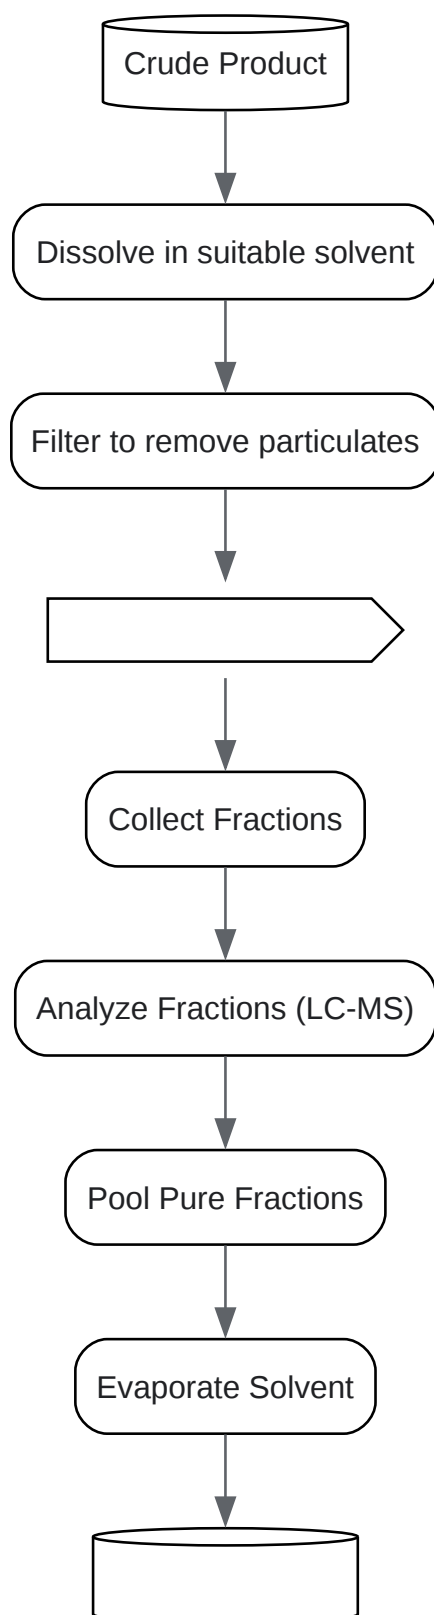 Crude Product
Dissolve in suitable solvent
Filter to remove particulates
Collect Fractions
Analyze Fractions (LC-MS)
Pool Pure Fractions
Evaporate Solvent